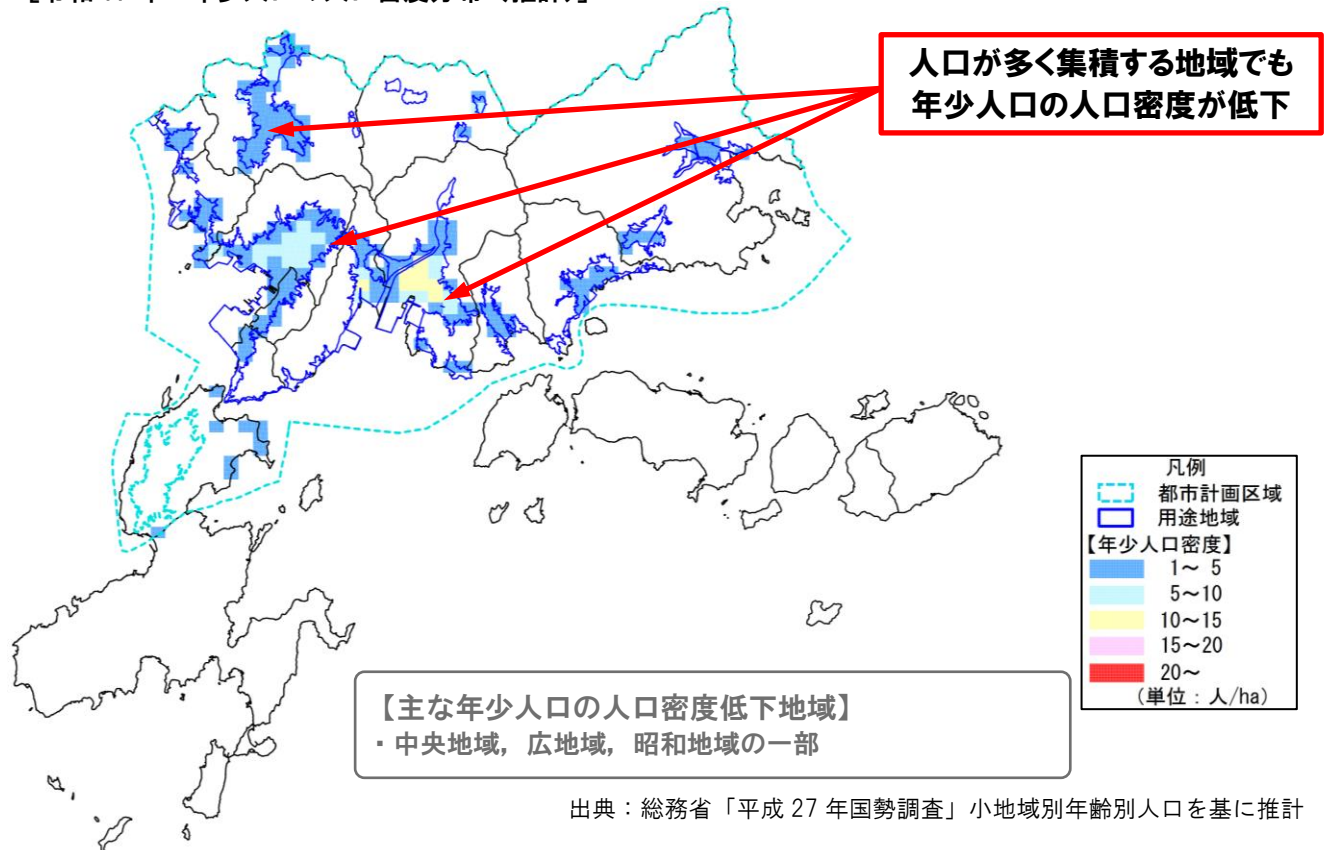 人口が多く集積する地域でも
年少人口の人口密度が低下
凡例
都市計画区域
用途地域
【年少人口密度】
1～ 5
5～10
10～15
15～20
20～
(単位：人/ha)
【主な年少人口の人口密度低下地域】
・中央地域，広地域，昭和地域の一部
出典：総務省「平成 27 年国勢調査」小地域別年齢別人口を基に推計